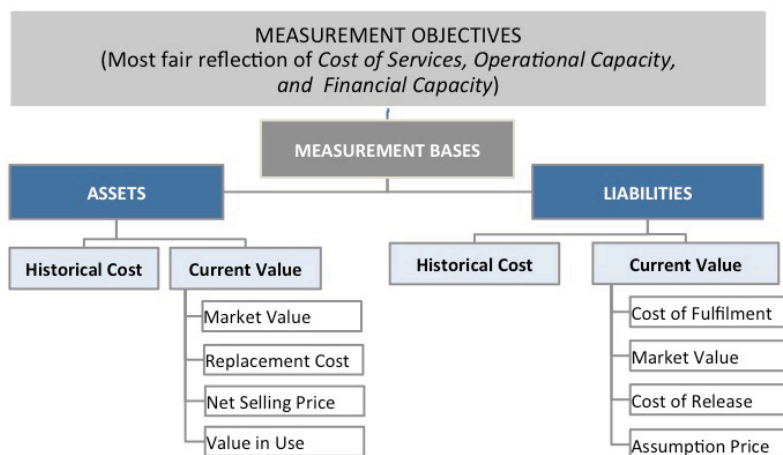 MEASUREMENT OBJECTIVES
(Most fair reflection of Cost of Services, Operational Capacity,
and Financial Capacity)
MEASUREMENT BASES
ASSETS
LIABILITIES
Historical Cost
Current Value
Market Value
Replacement Cost
Net Selling Price
Value in Use
Historical Cost
Current Value
Cost of Fulfilment
Market Value
Cost of Release
Assumption Price